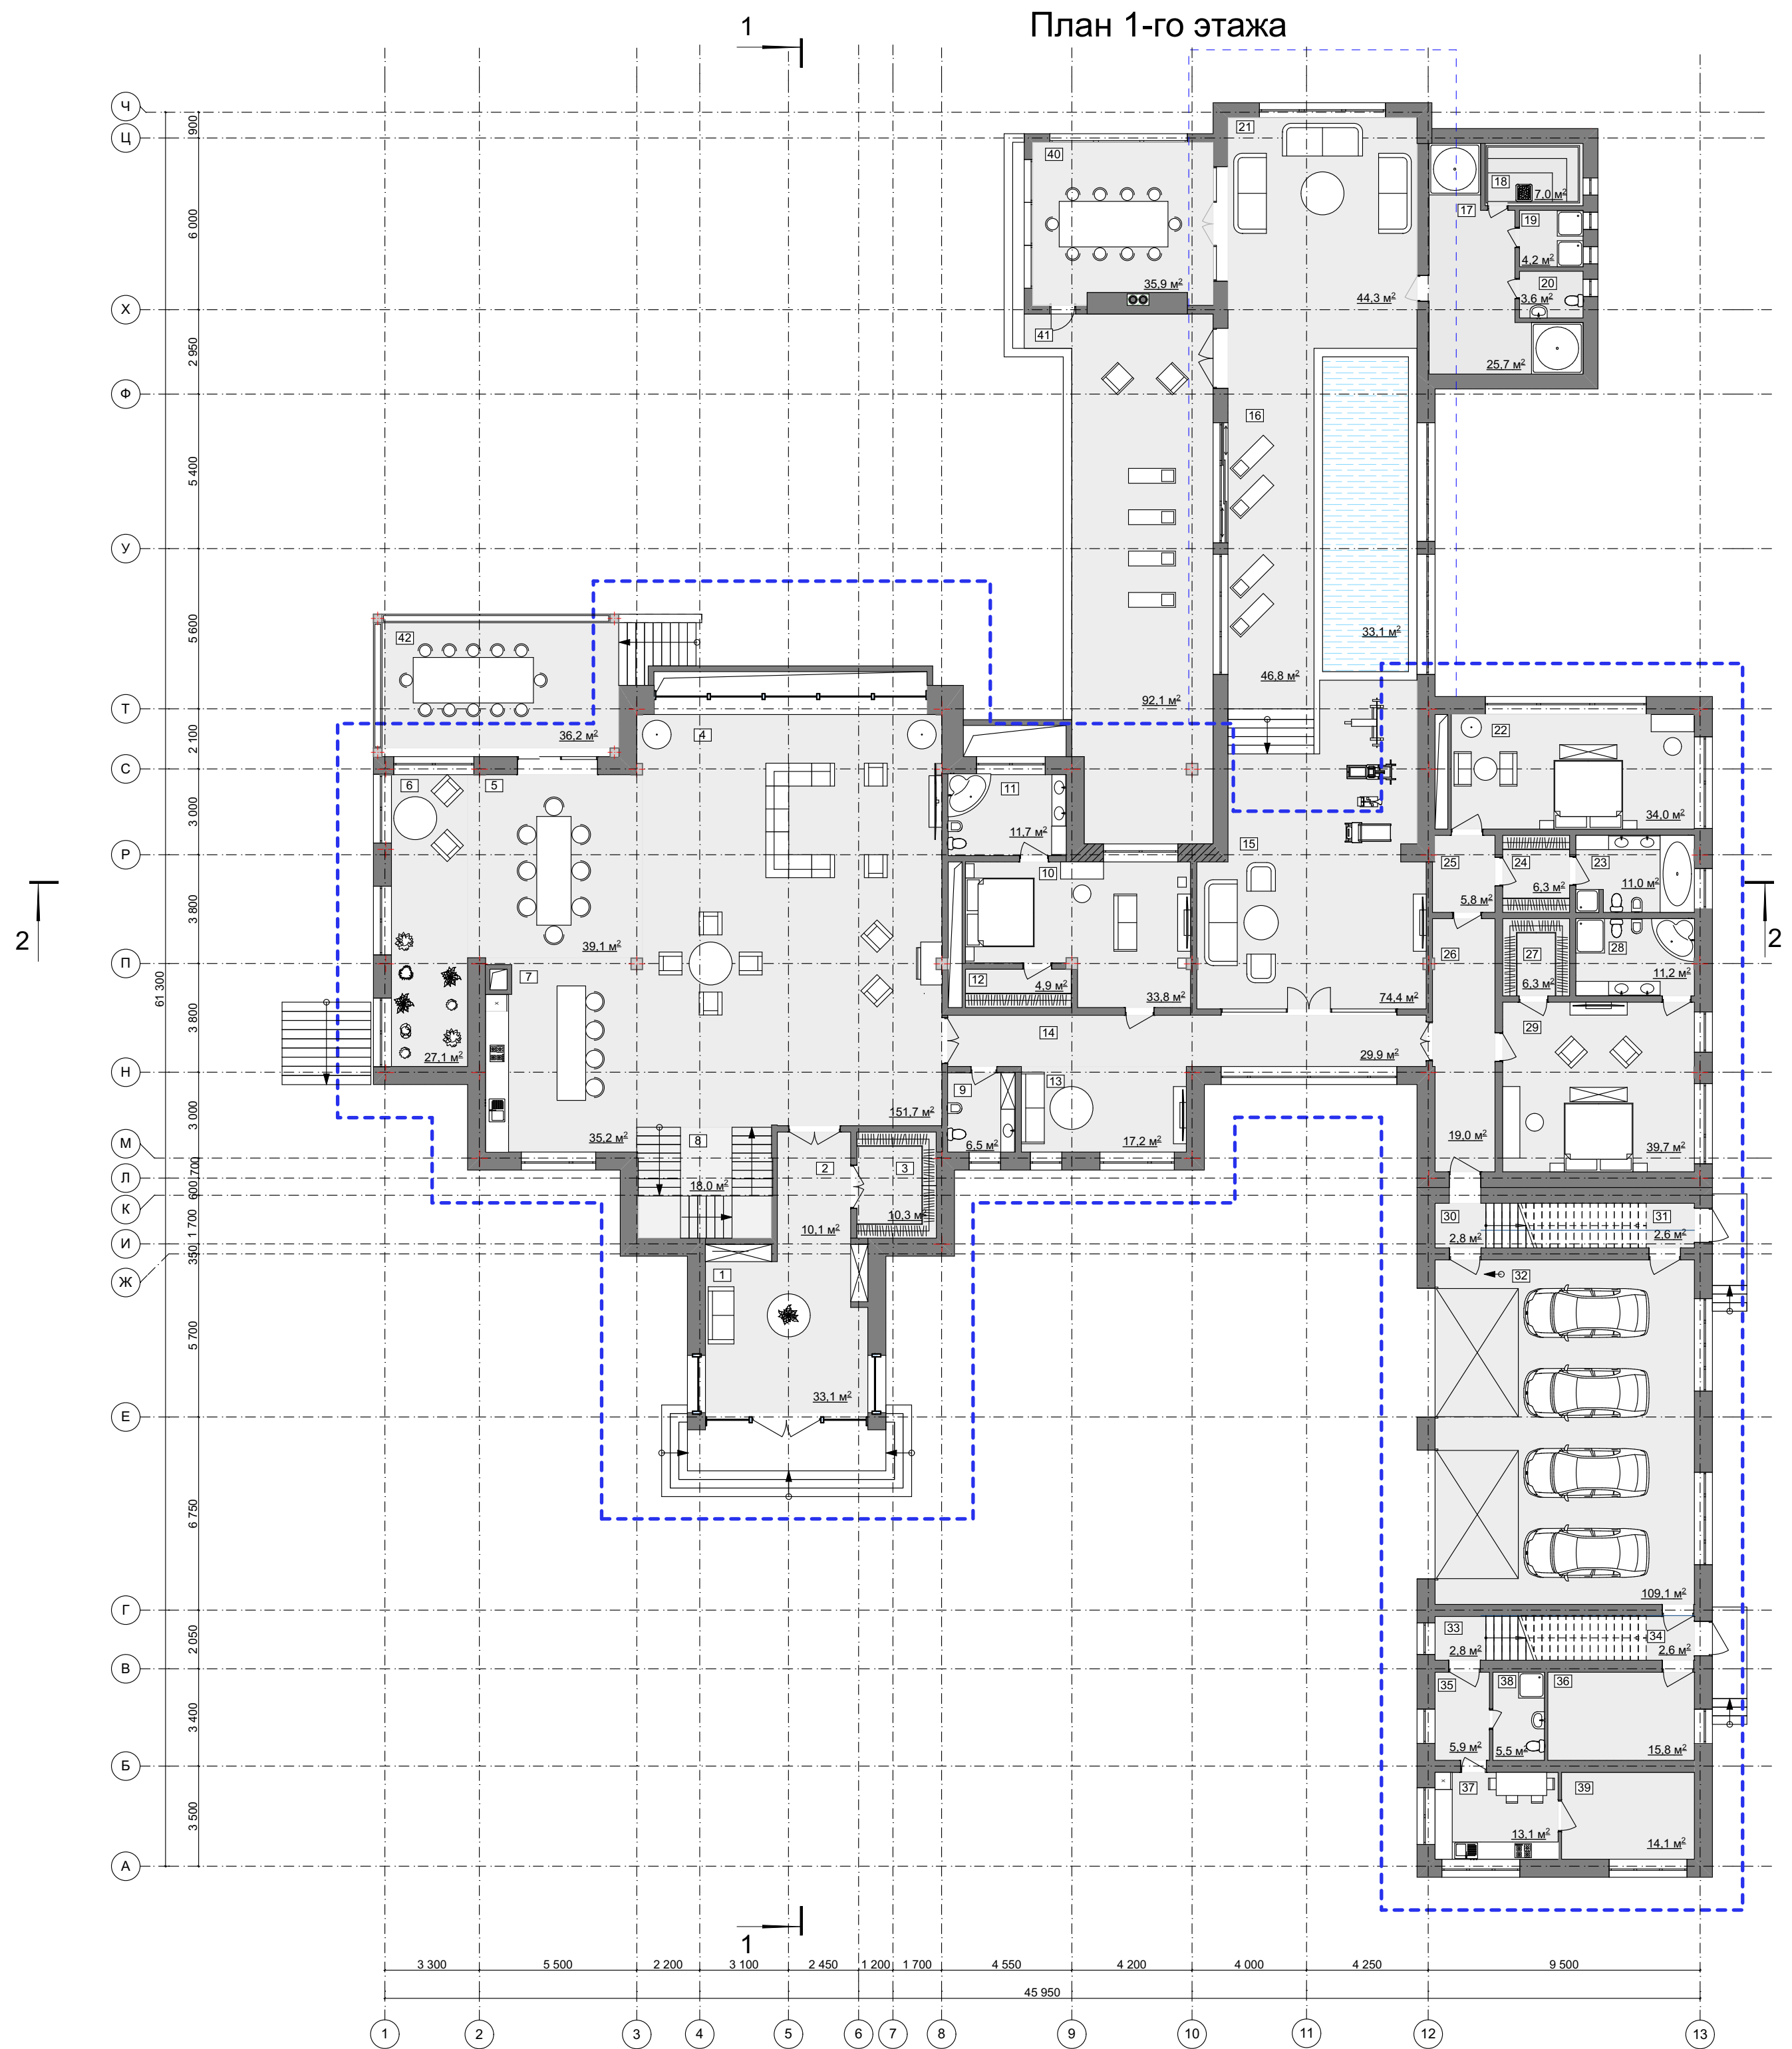 План 1-го этажа
1
Ч
900
Ц
21
40
18
7,0 м²
17
19
6 000
4,2 м²
20
35,9 м²
44,3 м²
3,6 м²
Х
41
2 950
25,7 м²
Ф
16
5 400
У
5 600
33,1 м²
42
46,8 м²
92,1 м²
Т
36,2 м²
4
22
2 100
С
6
5
11
3 000
11,7 м²
34,0 м²
15
Р
10
25
24
23
6,3 м²
11,0 м²
5,8 м²
3 800
2
2
39,1 м²
26
27
28
П
7
12
4,9 м²
11,2 м²
6,3 м²
61 300
33,8 м²
74,4 м²
3 800
14
29
27,1 м²
29,9 м²
Н
9
13
3 000
151,7 м²
35,2 м²
8
6,5 м²
17,2 м²
19,0 м²
39,7 м²
М
2
3
700
Л
18,0 м²
600
К
10,3 м²
30
31
1 700
10,1 м²
2,8 м²
2,6 м²
И
350
Ж
1
32
5 700
33,1 м²
Е
6 750
109,1 м²
Г
33
34
2 050
2,8 м²
2,6 м²
В
35
38
36
3 400
5,9 м²
5,5 м²
15,8 м²
Б
37
39
3 500
13,1 м²
14,1 м²
А
1
3 300
5 500
2 200
3 100
2 450
1 200
1 700
4 550
4 200
4 000
4 250
9 500
45 950
1
2
3
4
5
6
7
8
9
10
11
12
13